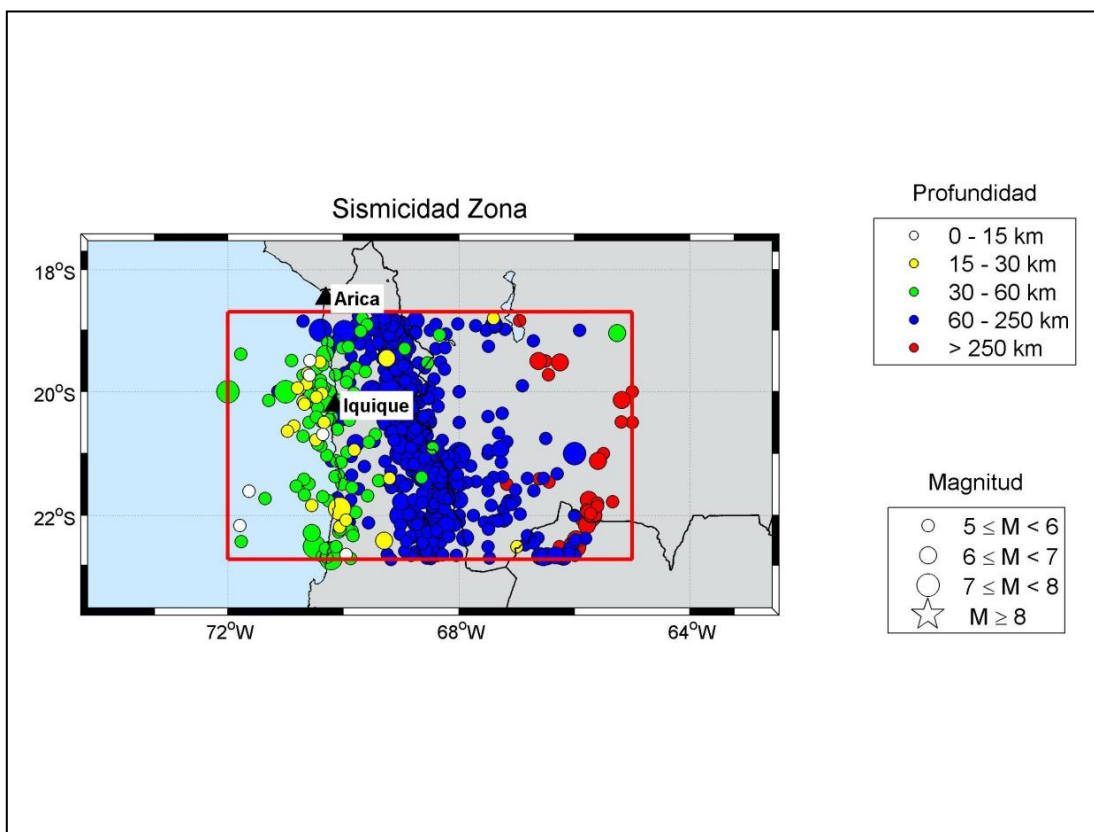 Sismicidad Zona
18°S
20°S
22°S
72°W
68°W
64°W
Arica
Iquique
Profundidad
0 - 15 km
15 - 30 km
30 - 60 km
60 - 250 km
> 250 km
Magnitud
5 ≤ M < 6
6 ≤ M < 7
7 ≤ M < 8
M ≥ 8